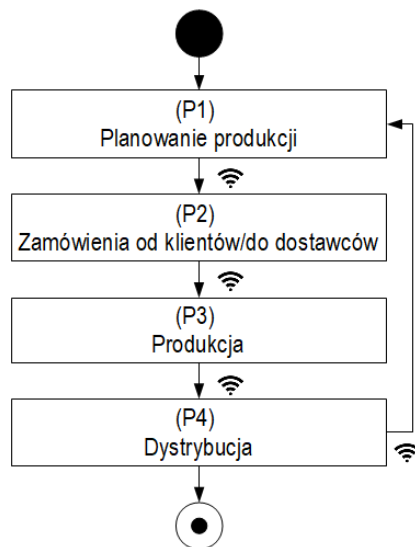 (P1)
Planowanie produkcji
(P2)
Zamówienia od klientów/do dostawców
(P3)
Produkcja
(P4)
Dystrybucja